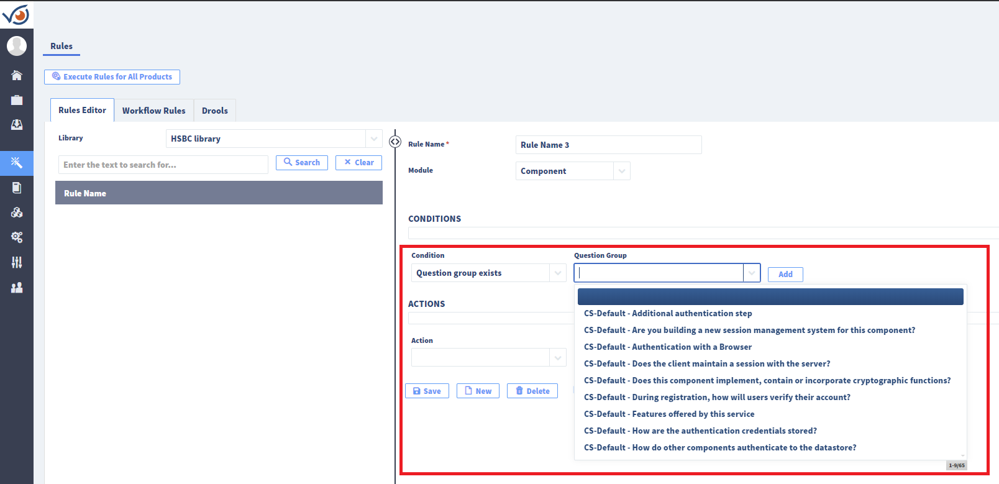 Rules
Execute Rules for All Products
Rules Editor
Workflow Rules
Drools
Library
HSBC library
Enter the text to search for...
Search
Clear
Rule Name
Rule Name *
Rule Name 3
Module
Component
CONDITIONS
Condition
Question Group
Question group exists
Add
ACTIONS
Action
Save
New
Delete
CS-Default - Additional authentication step
CS-Default - Are you building a new session management system for this component?
CS-Default - Authentication with a Browser
CS-Default - Does the client maintain a session with the server?
CS-Default - Does this component implement, contain or incorporate cryptographic functions?
CS-Default - During registration, how will users verify their account?
CS-Default - Features offered by this service
CS-Default - How are the authentication credentials stored?
CS-Default - How do other components authenticate to the datastore?
1-9/65